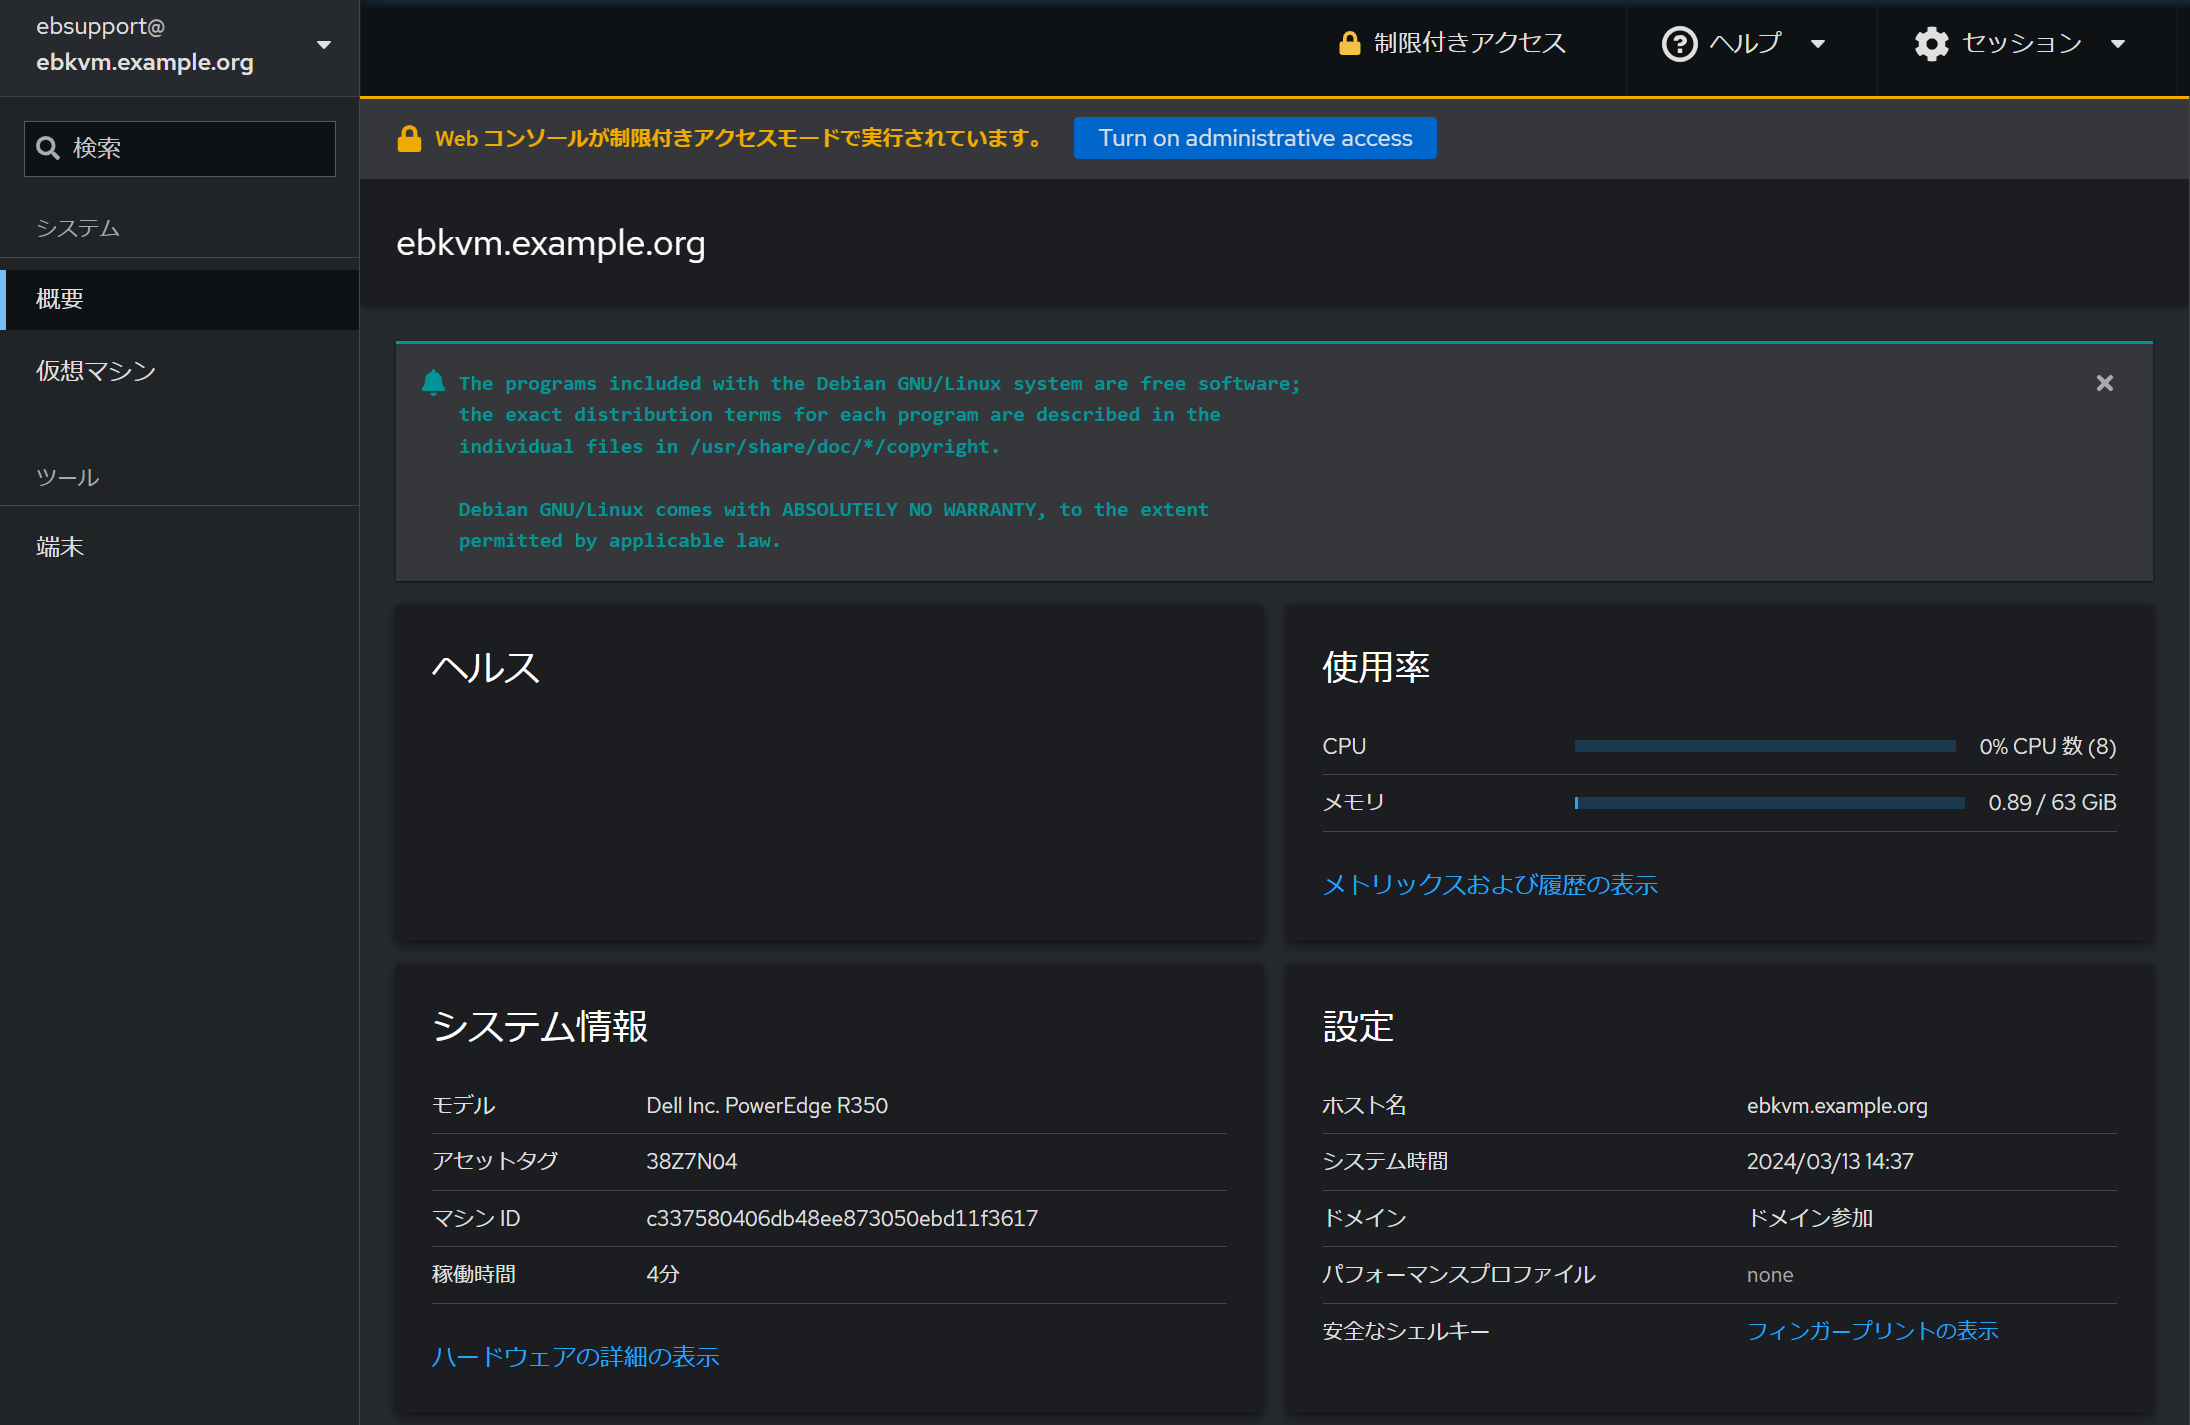 ebsupport@
ebkvm.example.org
制限付きアクセス
ヘルプ
セッション
検索
システム
概要
仮想マシン
ツール
端末
Web コンソールが制限付きアクセスモードで実行されています。
Turn on administrative access
ebkvm.example.org
The programs included with the Debian GNU/Linux system are free software;
the exact distribution terms for each program are described in the
individual files in /usr/share/doc/*/copyright.
Debian GNU/Linux comes with ABSOLUTELY NO WARRANTY, to the extent
permitted by applicable law.
ヘルス
使用率
CPU 0% CPU 数 (8)
メモリ 0.89 / 63 GiB
メトリックスおよび履歴の表示
システム情報
モデル Dell Inc. PowerEdge R350
アセットタグ 38Z7N04
マシン ID c337580406db48ee873050ebd11f3617
稼働時間 4分
ハードウェアの詳細の表示
設定
ホスト名 ebkvm.example.org
システム時間 2024/03/13 14:37
ドメイン ドメイン参加
パフォーマンスプロファイル none
安全なシェルキー フィンガープリントの表示